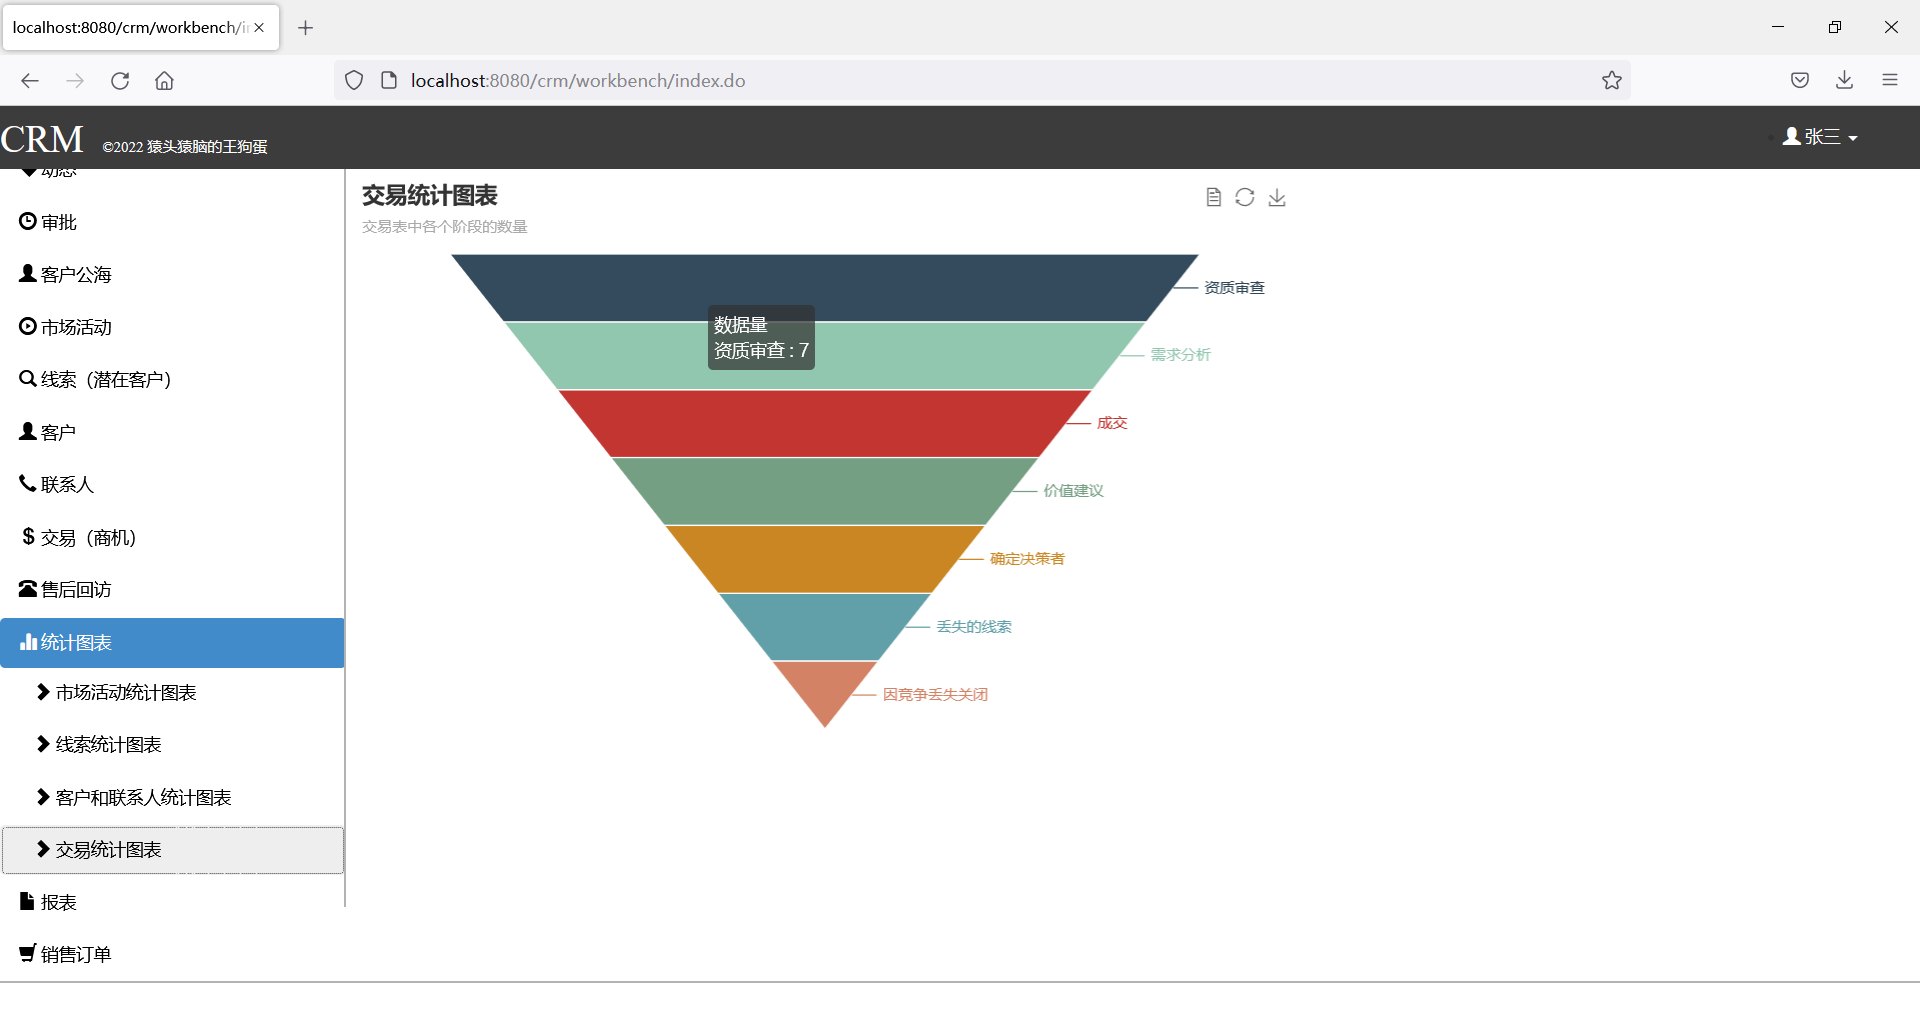 localhost:8080/crm/workbench/in
localhost:8080/crm/workbench/index.do
CRM ©2022 猿头猿脑的王狗蛋
张三
动态
审批
客户公海
市场活动
线索（潜在客户）
客户
联系人
交易（商机）
售后回访
统计图表
市场活动统计图表
线索统计图表
客户和联系人统计图表
交易统计图表
报表
销售订单
交易统计图表
交易表中各个阶段的数量
数据量
资质审查 : 7
资质审查
需求分析
成交
价值建议
确定决策者
丢失的线索
因竞争丢失关闭